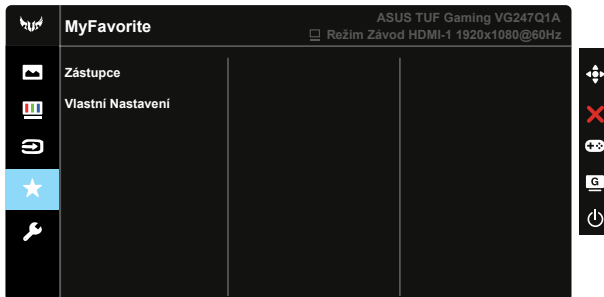 MyFavorite
ASUS TUF Gaming VG247Q1A
Režim Závod HDMI-1 1920x1080@60Hz
Zástupce
Vlastní Nastavení
G